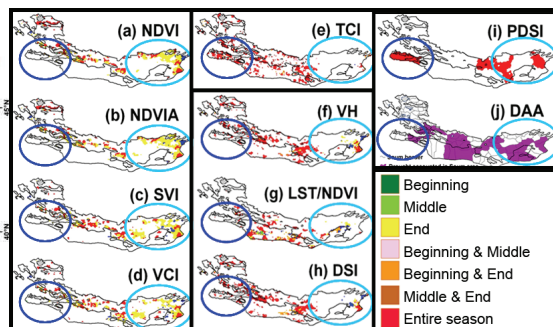 (a) NDVI
(e) TCI
(i) PDSI
45°N
(b) NDVIA
(f) VH
(j) DAA
(c) SVI
(g) LST/NDVI
40°N
(d) VCI
(h) DSI
Beginning
Middle
End
Beginning & Middle
Beginning & End
Middle & End
Entire season